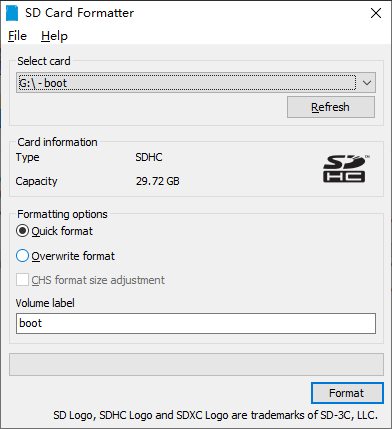 SD Card Formatter
File Help
Select card
G:\ - boot
Refresh
Card information
Type SDHC
Capacity 29.72 GB
SD
HC
TM
Formatting options
Quick format
Overwrite format
CHS format size adjustment
Volume label
boot
Format
SD Logo, SDHC Logo and SDXC Logo are trademarks of SD-3C, LLC.